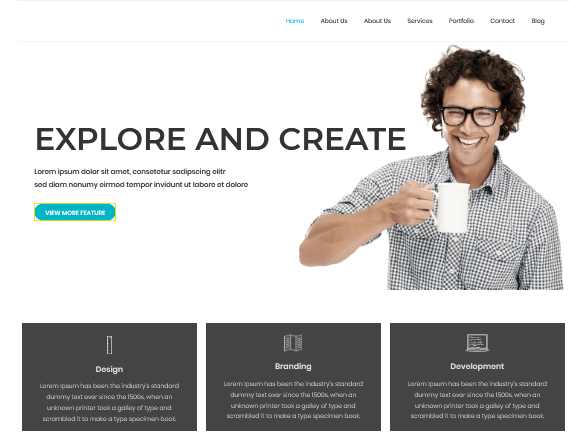 Home About Us About Us Services Portfolio Contact Blog
EXPLORE AND CREATE
Lorem ipsum dolor sit amet, consetetur sadipscing elitr
sed diam nonumy eirmod tempor invidunt ut labore et dolore
VIEW MORE FEATURE
Design
Lorem Ipsum has been the industry's standard
dummy text ever since the 1500s, when an
unknown printer took a galley of type and
scrambled it to make a type specimen book.
Branding
Lorem Ipsum has been the industry's standard
dummy text ever since the 1500s, when an
unknown printer took a galley of type and
scrambled it to make a type specimen book.
Development
Lorem Ipsum has been the industry's standard
dummy text ever since the 1500s, when an
unknown printer took a galley of type and
scrambled it to make a type specimen book.